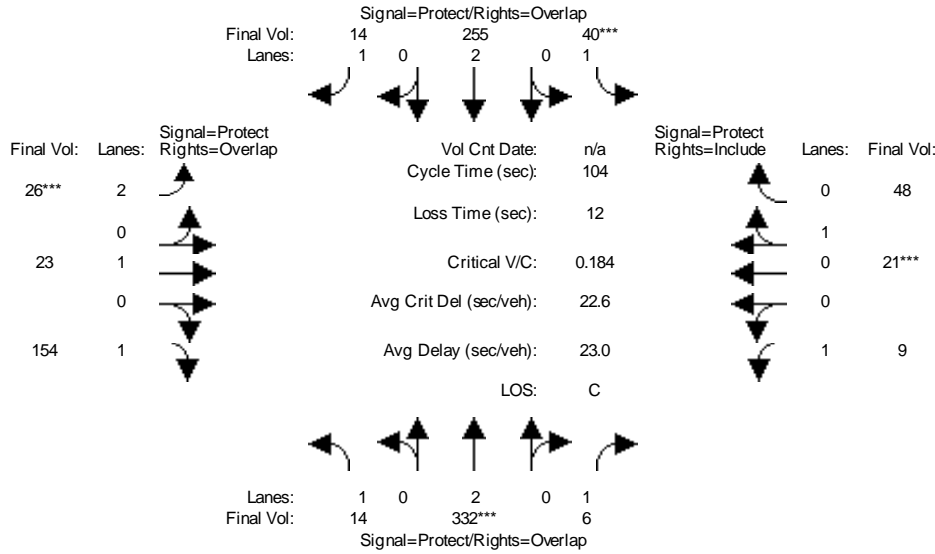 Signal=Protect/Rights=Overlap
Final Vol: 14 255 40***
Lanes: 1 0 2 0 1
Signal=Protect
Final Vol: Lanes: Rights=Overlap
Vol Cnt Date: n/a
Signal=Protect
Rights=Include Lanes: Final Vol:
Cycle Time (sec): 104
26*** 2
0 48
Loss Time (sec): 12
0
1
23 1
Critical V/C: 0.184
0 21***
0
Avg Crit Del (sec/veh): 22.6
0
154 1
Avg Delay (sec/veh): 23.0
1 9
LOS: C
Lanes: 1 0 2 0 1
Final Vol: 14 332*** 6
Signal=Protect/Rights=Overlap